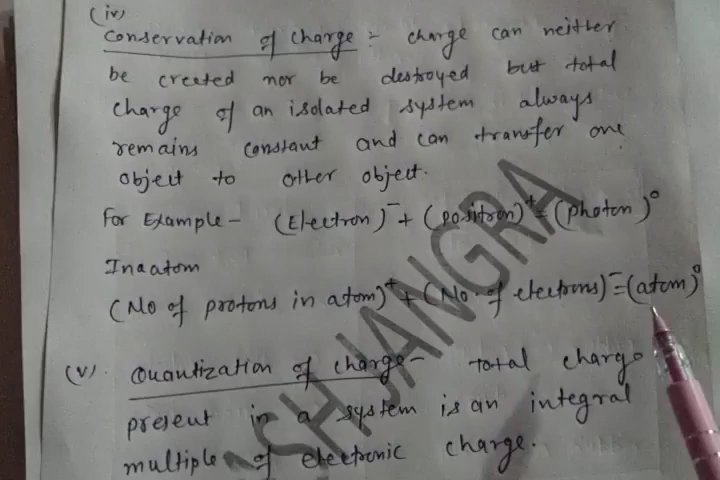 (iv)
Conservation of charge :- charge can neither
be created nor be destroyed but total
charge of an isolated system always
remains constant and can transfer one
object to other object.
For Example - (Electron)⁻ + (positron)⁺ = (photon)⁰
In a atom
(No of protons in atom)⁺ + (No. of electrons)⁻ = (atom)⁰
(v). Quantization of charge - total charge
present in a system is an integral
multiple of electronic charge.
JANGRA